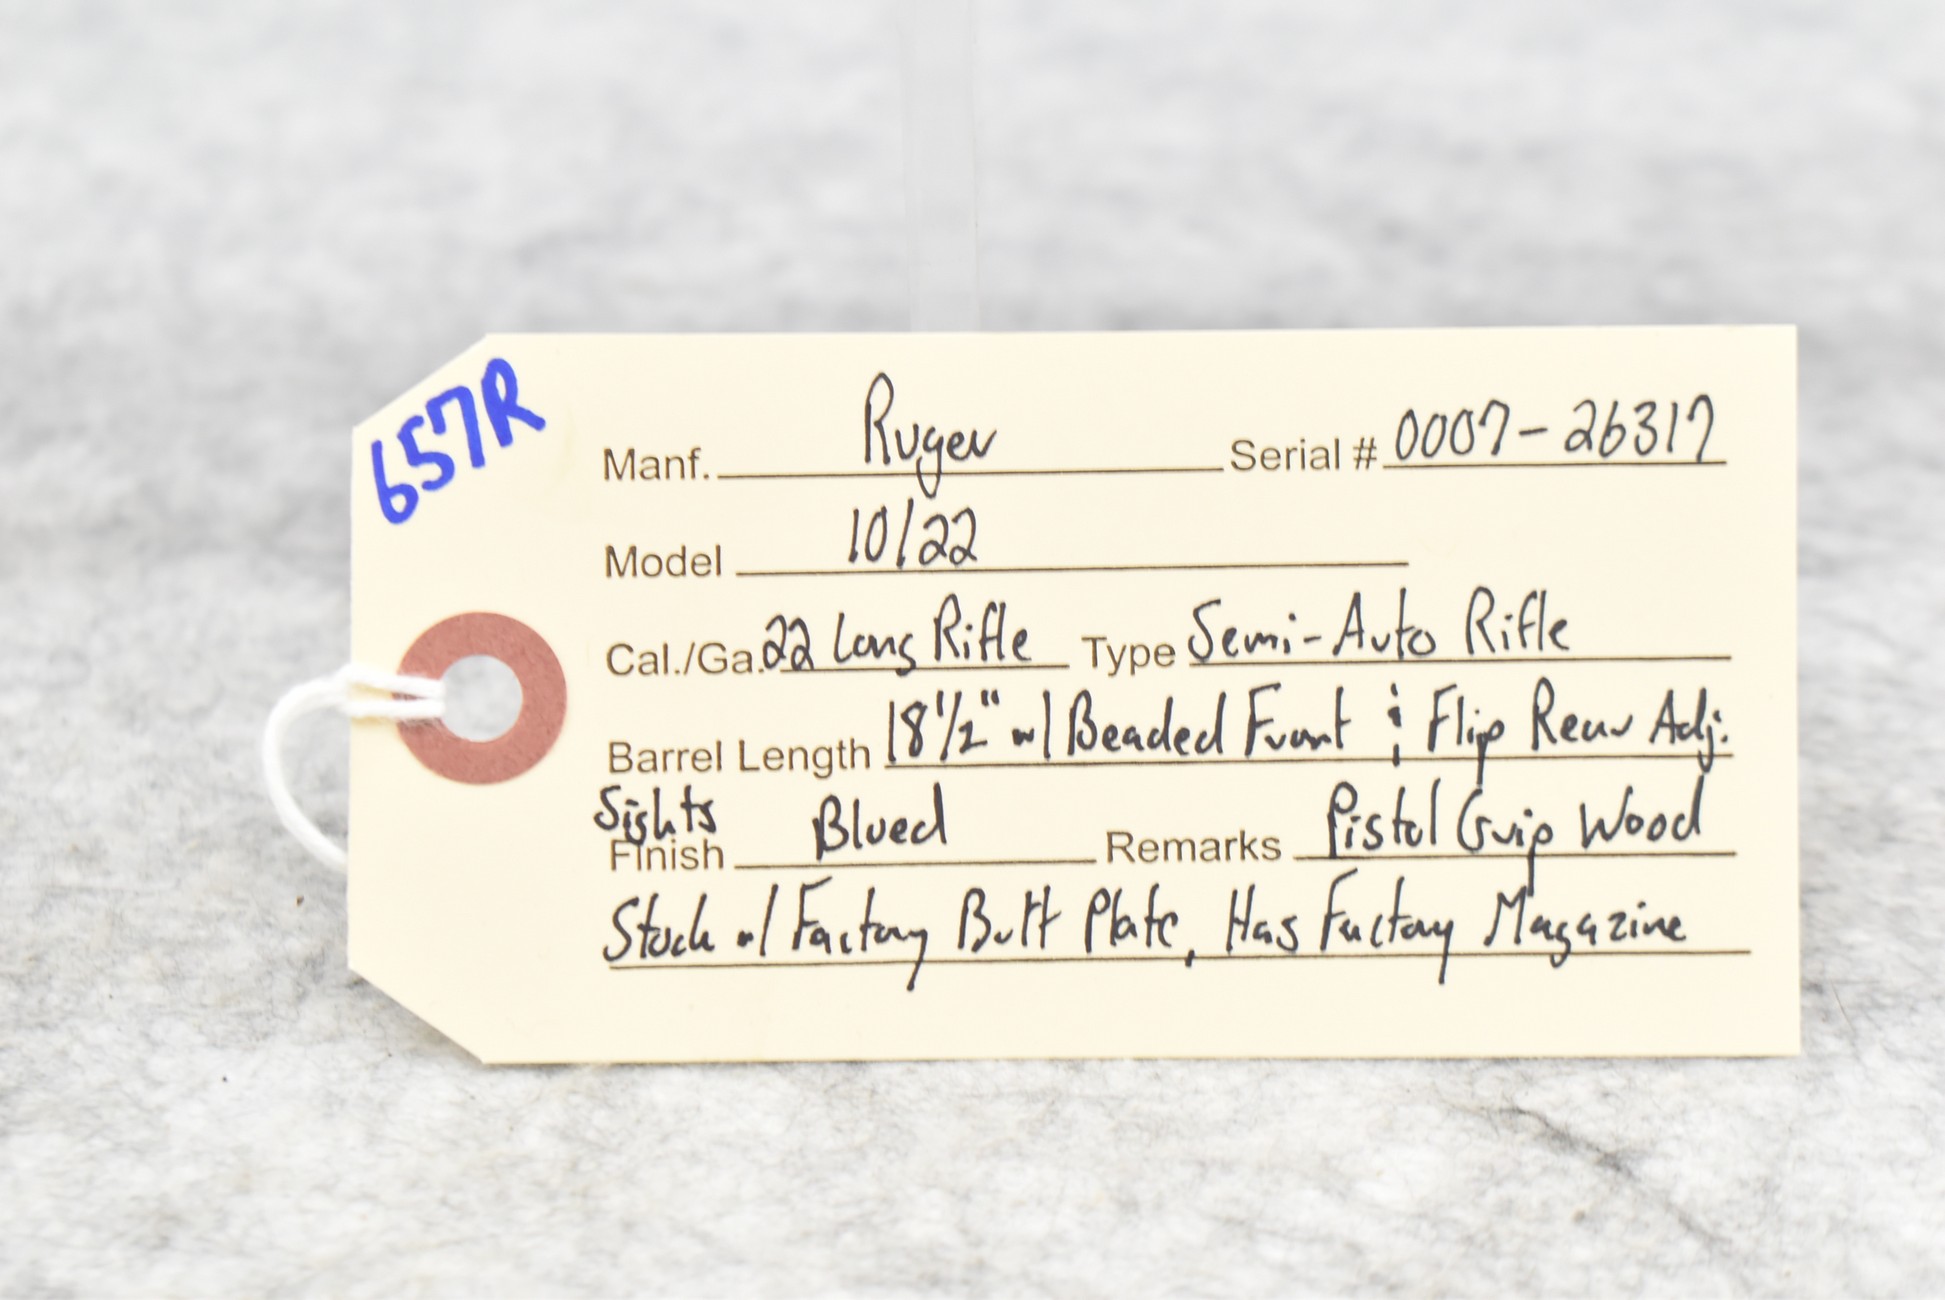 657R
Manf. Ruger Serial # 0007-26317
Model 10/22
Cal./Ga. 22 Long Rifle Type Semi-Auto Rifle
Barrel Length 18 1/2" w/ Beaded Front & Flip Rear Adj.
Sights
Finish Blued Remarks Pistol Grip Wood
Stock w/ Factory Butt Plate, Has Factory Magazine